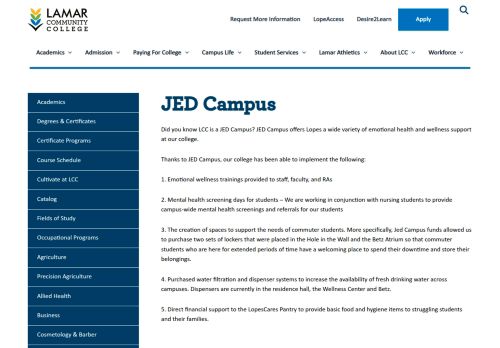 LAMAR
COMMUNITY
COLLEGE
Request More Information
LopeAccess
Desire2Learn
Apply
Academics
Admission
Paying For College
Campus Life
Student Services
Lamar Athletics
About LCC
Workforce
Academics
Degrees & Certificates
Certificate Programs
Course Schedule
Cultivate at LCC
Catalog
Fields of Study
Occupational Programs
Agriculture
Precision Agriculture
Allied Health
Business
Cosmetology & Barber
JED Campus
Did you know LCC is a JED Campus? JED Campus offers Lopes a wide variety of emotional health and wellness support
at our college.
Thanks to JED Campus, our college has been able to implement the following:
1. Emotional wellness trainings provided to staff, faculty, and RAs
2. Mental health screening days for students – We are working in conjunction with nursing students to provide
campus-wide mental health screenings and referrals for our students
3. The creation of spaces to support the needs of commuter students. More specifically, Jed Campus funds allowed us
to purchase two sets of lockers that were placed in the Hole in the Wall and the Betz Atrium so that commuter
students who are here for extended periods of time have a welcoming place to spend their downtime and store their
belongings.
4. Purchased water filtration and dispenser systems to increase the availability of fresh drinking water across
campuses. Dispensers are currently in the residence hall, the Wellness Center and Betz.
5. Direct financial support to the LopesCares Pantry to provide basic food and hygiene items to struggling students
and their families.